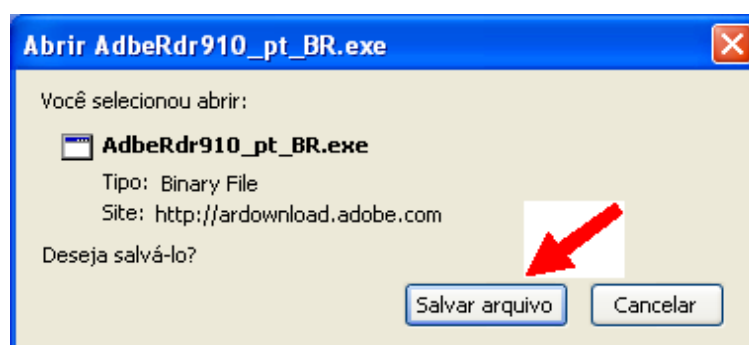 Abrir AdbeRdr910_pt_BR.exe
Você selecionou abrir:
AdbeRdr910_pt_BR.exe
Tipo: Binary File
Site: http://ardownload.adobe.com
Deseja salvá-lo?
Salvar arquivo Cancelar